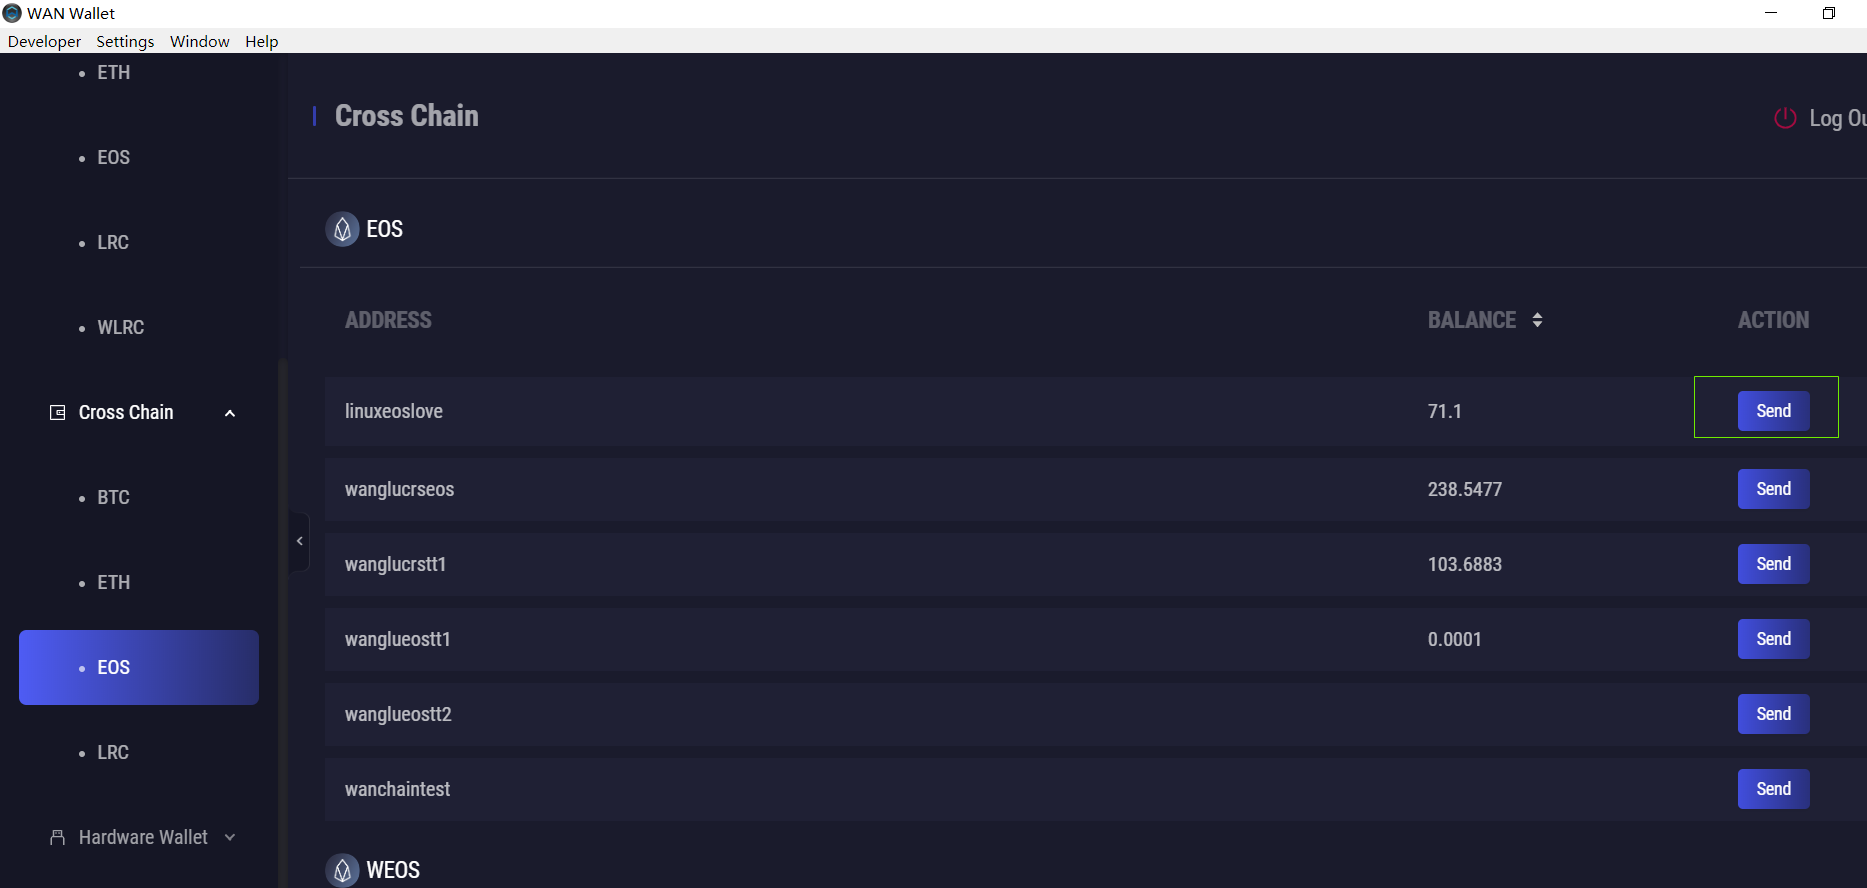 WAN Wallet
Developer Settings Window Help
ETH
EOS
LRC
WLRC
Cross Chain
BTC
ETH
EOS
LRC
Hardware Wallet
Cross Chain
Log Ou
EOS
ADDRESS BALANCE ACTION
linuxeoslove 71.1 Send
wanglucrseos 238.5477 Send
wanglucrstt1 103.6883 Send
wanglueostt1 0.0001 Send
wanglueostt2 Send
wanchaintest Send
WEOS